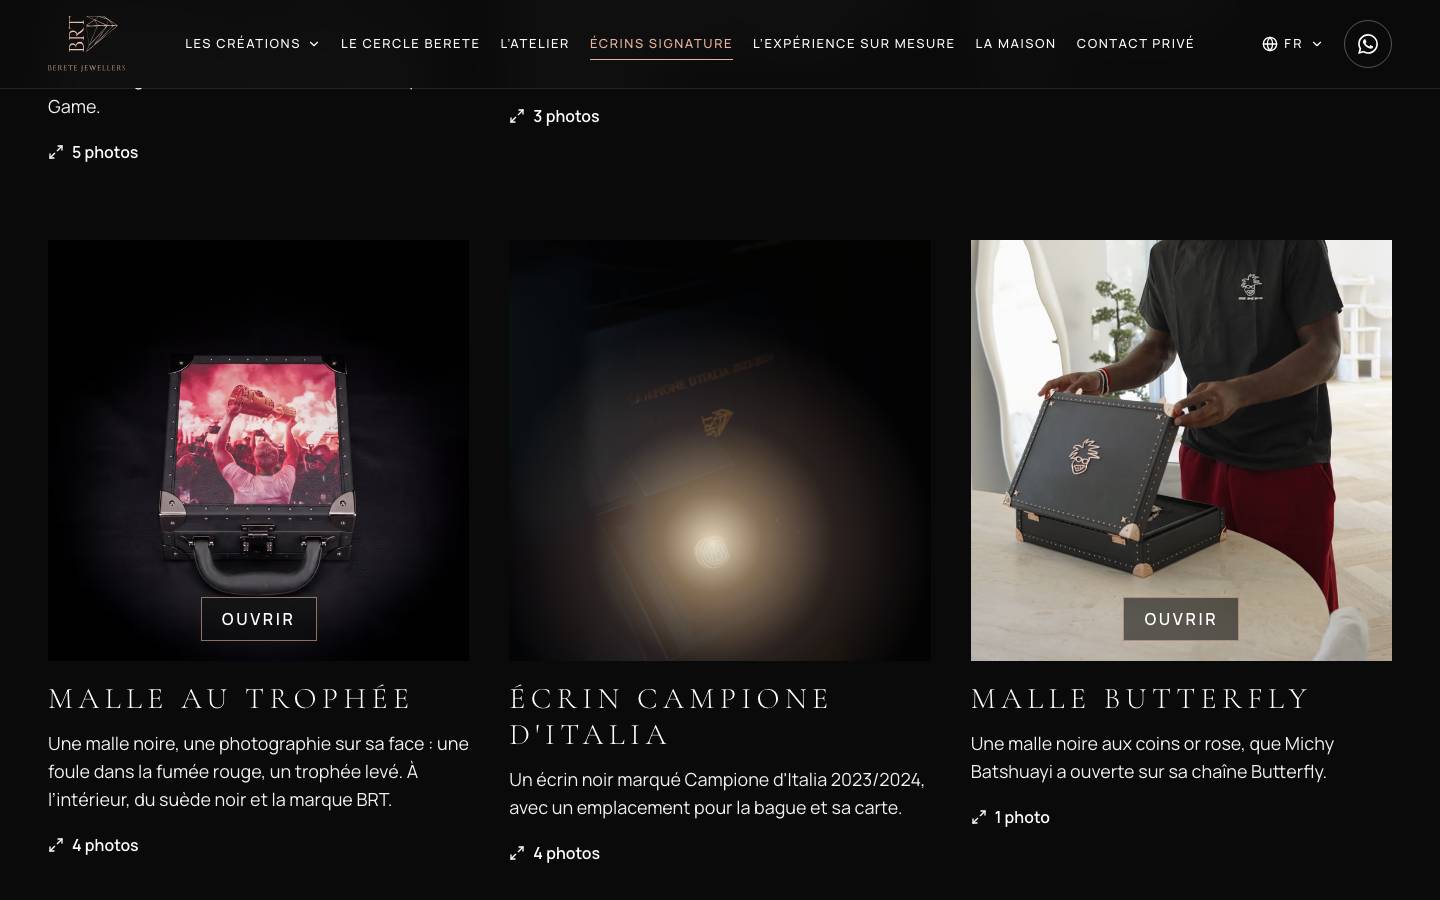 BRT
BERETE JEWELLERS
LES CRÉATIONS
LE CERCLE BERETE
L'ATELIER
ÉCRINS SIGNATURE
L'EXPÉRIENCE SUR MESURE
LA MAISON
CONTACT PRIVÉ
FR
Game.
5 photos
3 photos
OUVRIR
OUVRIR
MALLE AU TROPHÉE
Une malle noire, une photographie sur sa face : une
foule dans la fumée rouge, un trophée levé. À
l'intérieur, du suède noir et la marque BRT.
4 photos
ÉCRIN CAMPIONE
D'ITALIA
Un écrin noir marqué Campione d'Italia 2023/2024,
avec un emplacement pour la bague et sa carte.
4 photos
MALLE BUTTERFLY
Une malle noire aux coins or rose, que Michy
Batshuayi a ouverte sur sa chaîne Butterfly.
1 photo